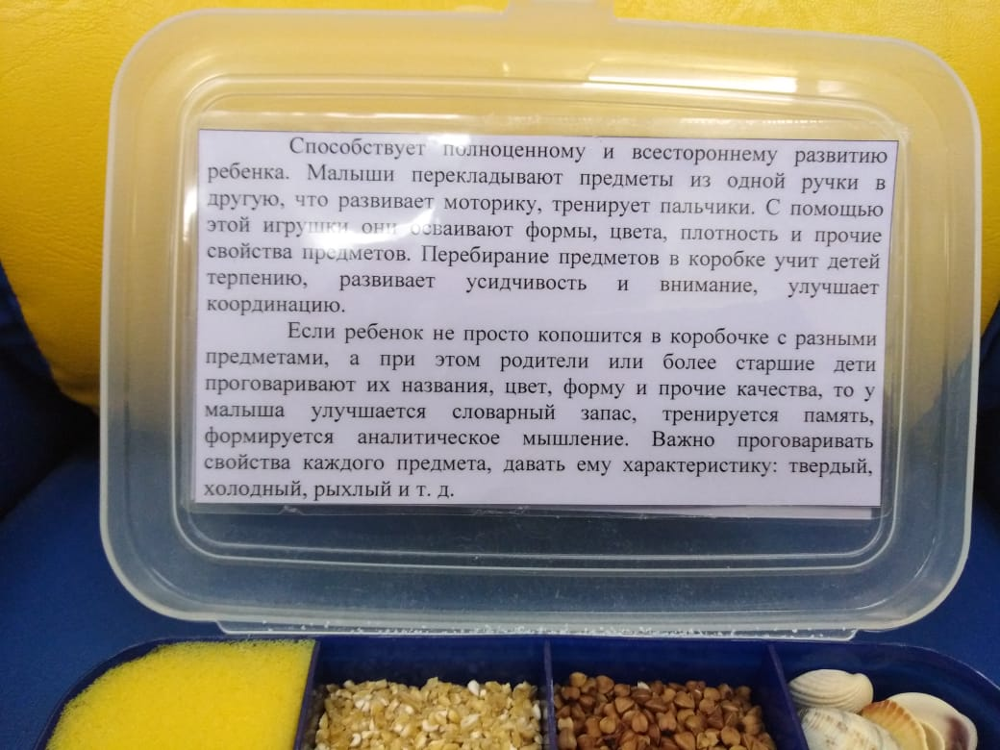 Способствует полноценному и всестороннему развитию
ребенка. Малыши перекладывают предметы из одной ручки в
другую, что развивает моторику, тренирует пальчики. С помощью
этой игрушки они осваивают формы, цвета, плотность и прочие
свойства предметов. Перебирание предметов в коробке учит детей
терпению, развивает усидчивость и внимание, улучшает
координацию.
Если ребенок не просто копошится в коробочке с разными
предметами, а при этом родители или более старшие дети
проговаривают их названия, цвет, форму и прочие качества, то у
малыша улучшается словарный запас, тренируется память,
формируется аналитическое мышление. Важно проговаривать
свойства каждого предмета, давать ему характеристику: твердый,
холодный, рыхлый и т. д.